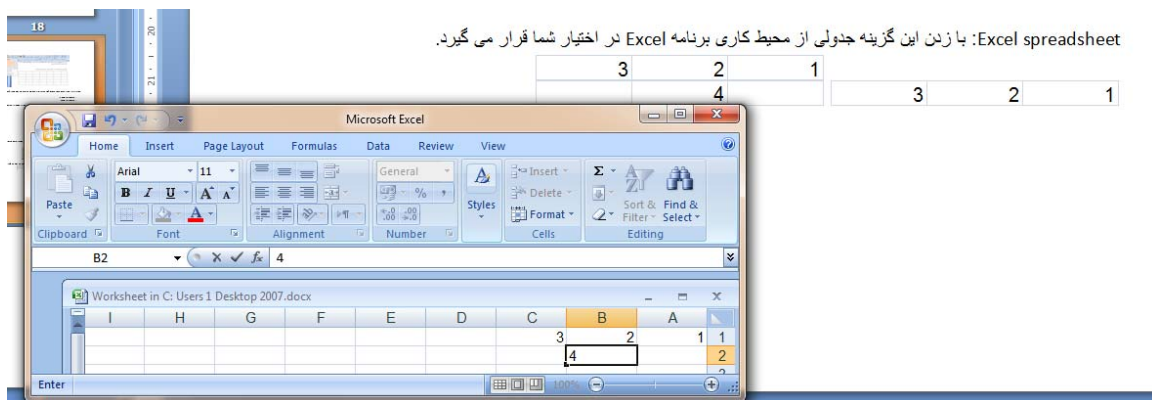 18
20
21
Excel spreadsheet: با زدن این گزینه جدولی از محیط کاری برنامه Excel در اختیار شما قرار می گیرد.
3 2 1
4
3 2 1
Microsoft Excel
Home Insert Page Layout Formulas Data Review View
Paste
Clipboard
Arial 11
B I U A A
A
Font
Alignment
General
% ,
Number
A
Styles
Insert
Delete
Format
Cells
Σ
Sort & Filter
Find & Select
Editing
B2
fx 4
Worksheet in C: Users 1 Desktop 2007.docx
I H G F E D C B A
3 2 1 1
4 2
Enter
100%